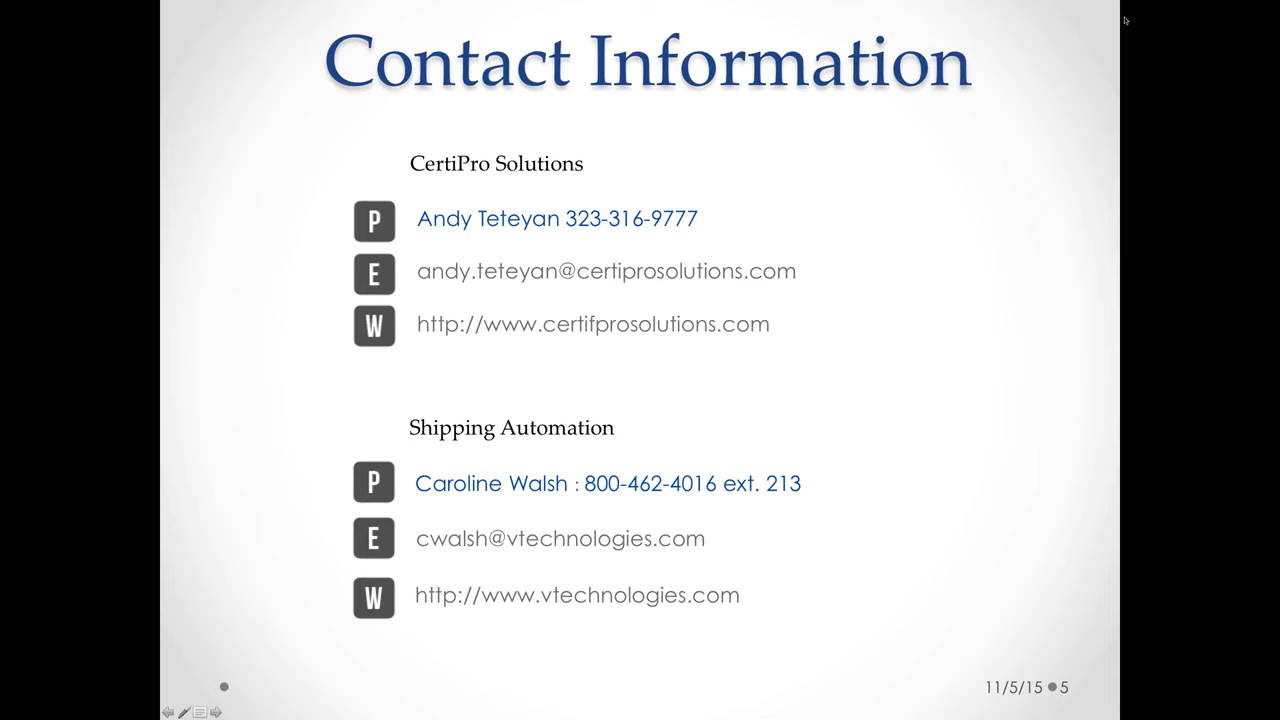 Contact Information
CertiPro Solutions
P Andy Teteyan 323-316-9777
E andy.teteyan@certiprosolutions.com
W http://www.certifprosolutions.com
Shipping Automation
P Caroline Walsh : 800-462-4016 ext. 213
E cwalsh@vtechnologies.com
W http://www.vtechnologies.com
11/5/15 5